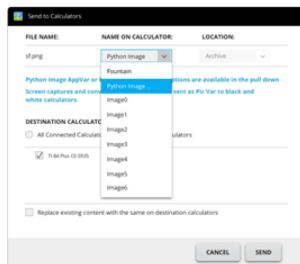 Send to Calculators
FILE NAME: NAME ON CALCULATOR: LOCATION:
sf.png Python Image Archive
Fountain
Python Image ...
Image0
Image1
Image2
Image3
Image4
Image5
Image6
Python Image AppVar or tions are available in the pull down
Screen captures and con sent as Pic Var to black and
white calculators.
DESTINATION CALCULATO
All Connected Calculat ulators
TI-84 Plus CE 0935
Replace existing content with the same on destination calculators
CANCEL SEND